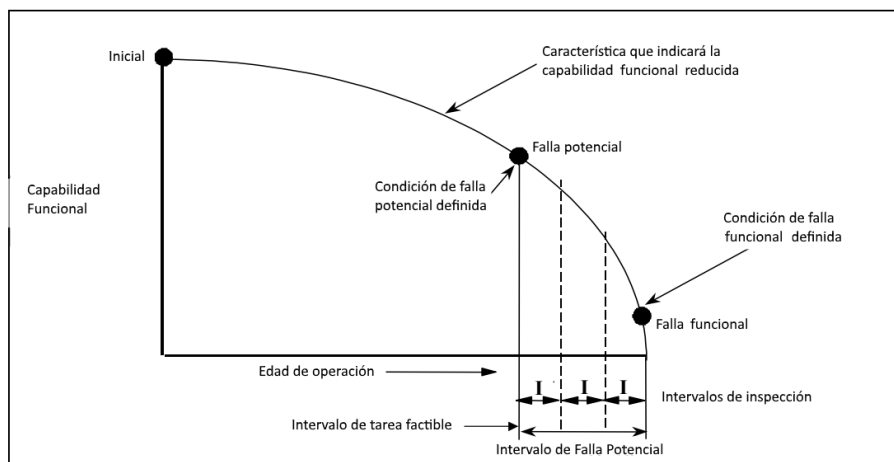 Inicial
Característica que indicará la
capabilidad funcional reducida
Falla potencial
Condición de falla
potencial definida
Capabilidad
Funcional
Condición de falla
funcional definida
Falla funcional
Edad de operación
I I I
Intervalos de inspección
Intervalo de tarea factible
Intervalo de Falla Potencial